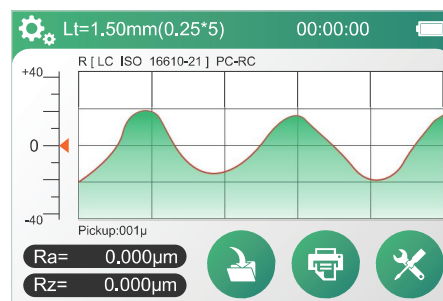 Lt=1.50mm(0.25*5) 00:00:00
R [ LC ISO 16610-21 ] PC-RC
+40
0
-40
Pickup:001μ
Ra= 0.000μm
Rz= 0.000μm